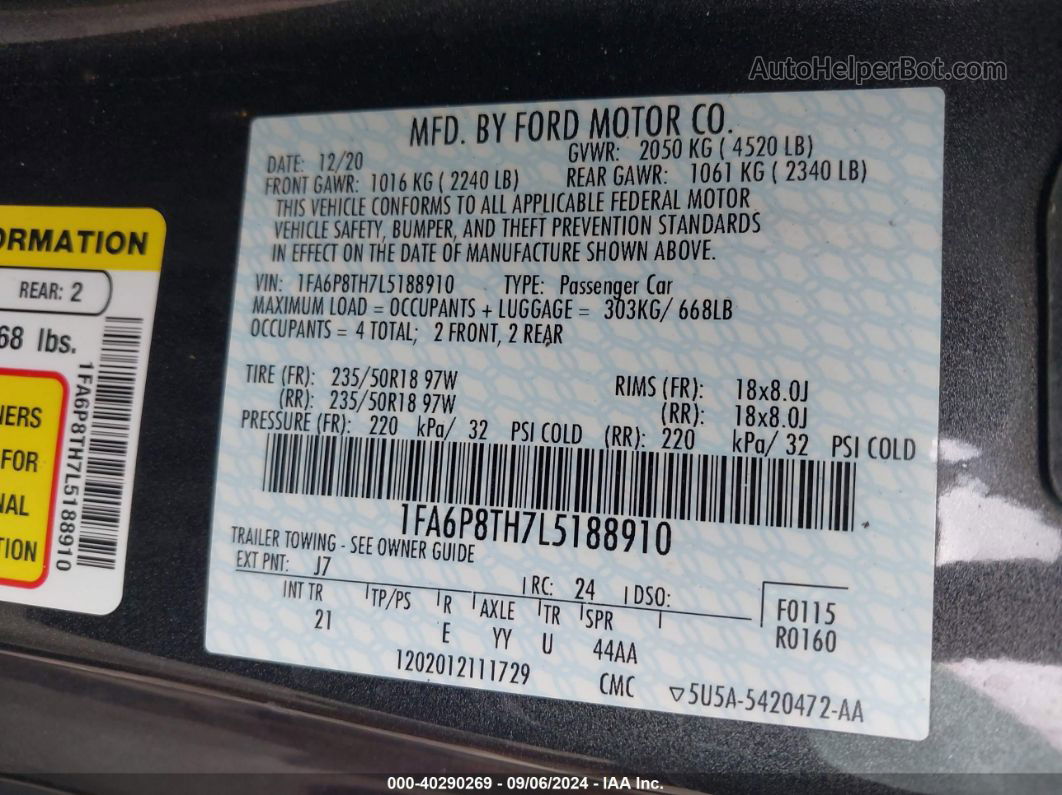 AutoHelperBot.com
MFD. BY FORD MOTOR CO.
DATE: 12/20 GVWR: 2050 KG ( 4520 LB)
FRONT GAWR: 1016 KG ( 2240 LB) REAR GAWR: 1061 KG ( 2340 LB)
THIS VEHICLE CONFORMS TO ALL APPLICABLE FEDERAL MOTOR
VEHICLE SAFETY, BUMPER, AND THEFT PREVENTION STANDARDS
IN EFFECT ON THE DATE OF MANUFACTURE SHOWN ABOVE.
VIN: 1FA6P8TH7L5188910 TYPE: Passenger Car
MAXIMUM LOAD = OCCUPANTS + LUGGAGE = 303KG/ 668LB
OCCUPANTS = 4 TOTAL; 2 FRONT, 2 REAR
TIRE (FR): 235/50R18 97W RIMS (FR): 18x8.0J
(RR): 235/50R18 97W (RR): 18x8.0J
PRESSURE (FR): 220 kPa/ 32 PSI COLD (RR): 220 kPa/ 32 PSI COLD
1FA6P8TH7L5188910
TRAILER TOWING - SEE OWNER GUIDE
EXT PNT: J7 RC: 24 DSO:
INT TR TP/PS R AXLE TR SPR F0115
21 E YY U 44AA R0160
1202012111729 CMC ▽5U5A-5420472-AA
ORMATION
REAR: 2
68 lbs.
NERS
FOR
NAL
TION
1FA6P8TH7L5188910
000-40290269 - 09/06/2024 - IAA Inc.